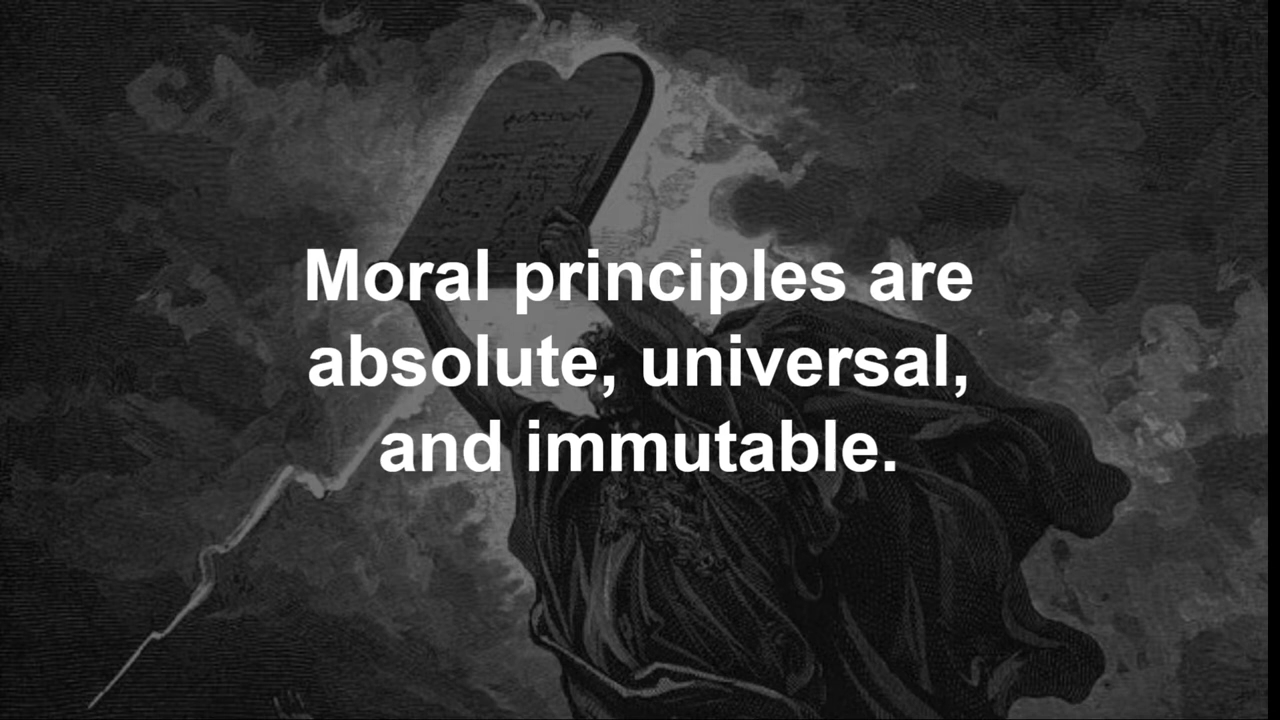 Moral principles are
absolute, universal,
and immutable.